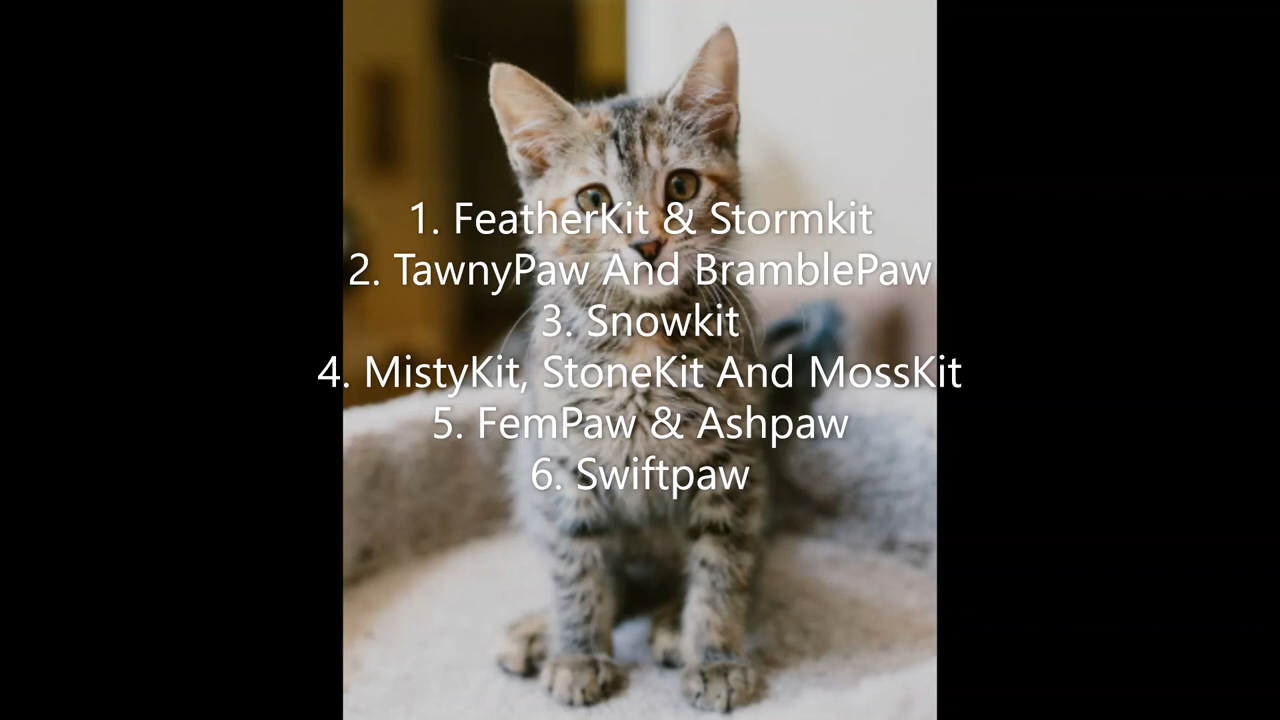 1. FeatherKit & Stormkit
2. TawnyPaw And BramblePaw
3. Snowkit
4. MistyKit, StoneKit And MossKit
5. FemPaw & Ashpaw
6. Swiftpaw